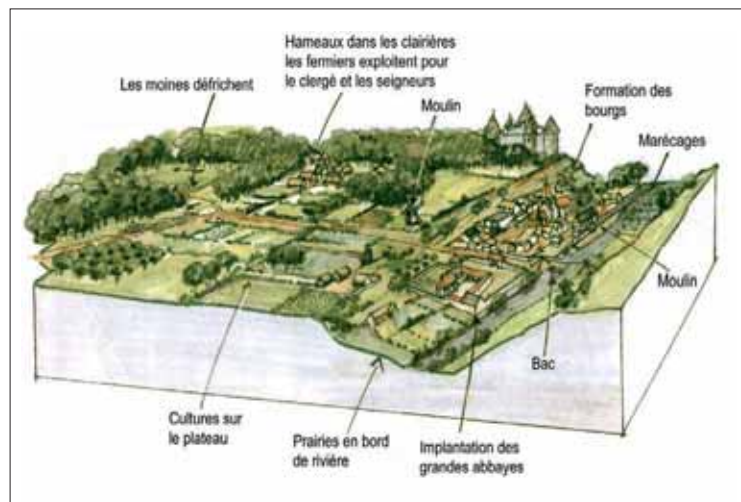 Hameaux dans les clairières
les fermiers exploitent pour
le clergé et les seigneurs
Les moines défrichent
Moulin
Formation des
bourgs
Marécages
Moulin
Bac
Cultures sur
le plateau
Prairies en bord
de rivière
Implantation des
grandes abbayes